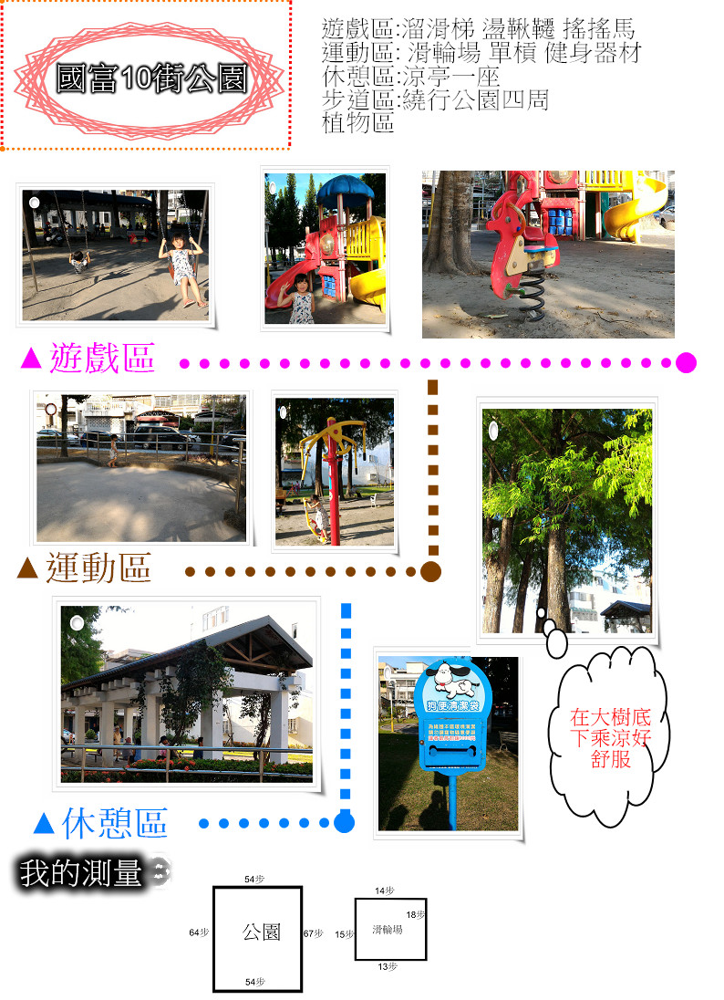 國富10街公園
遊戲區:溜滑梯 盪鞦韆 搖搖馬
運動區: 滑輪場 單槓 健身器材
休憩區:涼亭一座
步道區:繞行公園四周
植物區
▲遊戲區
▲運動區
▲休憩區
狗便清潔袋
在大樹底
下乘涼好
舒服
我的測量
54步
64步
公園
67步
54步
14步
18步
15步
滑輪場
13步